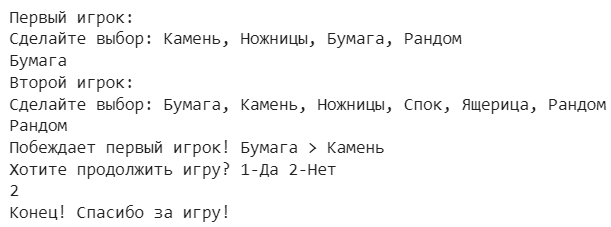 Первый игрок:
Сделайте выбор: Камень, Ножницы, Бумага, Рандом
Бумага
Второй игрок:
Сделайте выбор: Бумага, Камень, Ножницы, Спок, Ящерица, Рандом
Рандом
Побеждает первый игрок! Бумага > Камень
Хотите продолжить игру? 1-Да 2-Нет
2
Конец! Спасибо за игру!